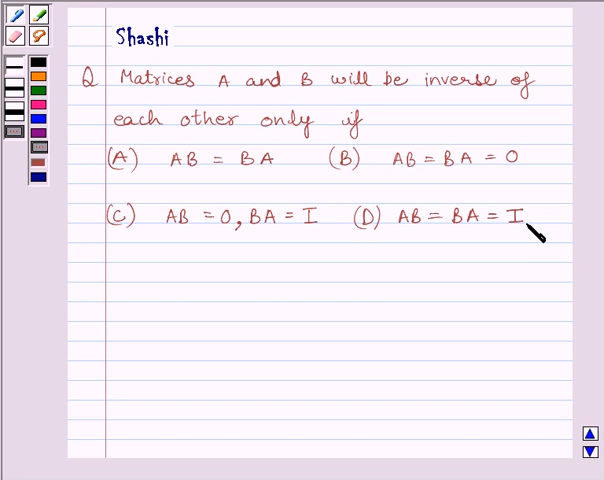 Shashi
Q Matrices A and B will be inverse of
each other only if
(A) AB = BA (B) AB = BA = 0
(C) AB = 0, BA = I (D) AB = BA = I